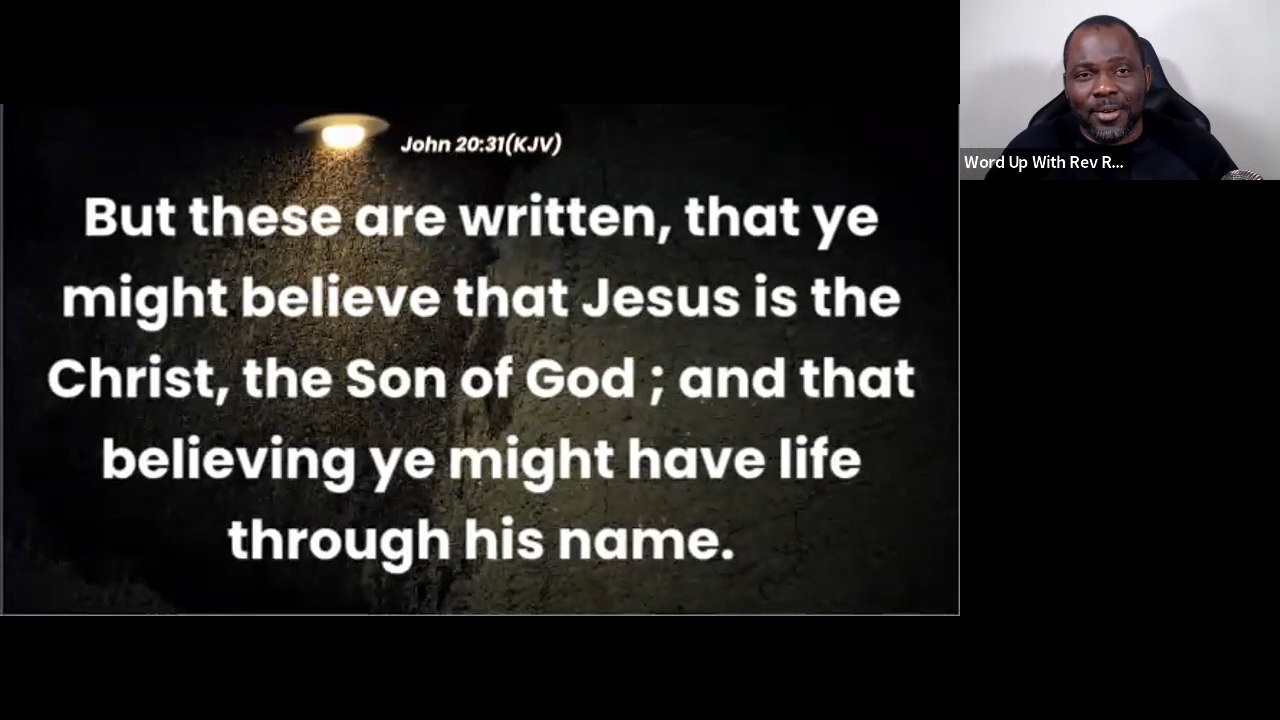 John 20:31(KJV)
But these are written, that ye
might believe that Jesus is the
Christ, the Son of God ; and that
believing ye might have life
through his name.
Word Up With Rev R...